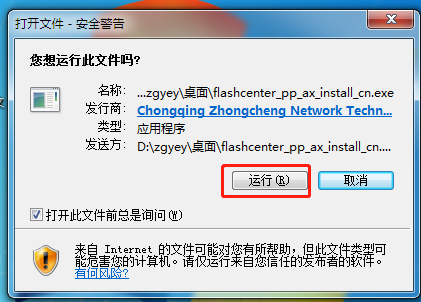 打开文件 - 安全警告
您想运行此文件吗?
名称: ...zgyey\桌面\flashcenter_pp_ax_install_cn.exe
发行商: Chongqing Zhongcheng Network Techn...
类型: 应用程序
发送方: D:\zgyey\桌面\flashcenter_pp_ax_install_cn....
运行(R) 取消
打开此文件前总是询问(W)
来自 Internet 的文件可能对您有所帮助，但此文件类型可
能危害您的计算机。请仅运行来自您信任的发布者的软件。
有何风险?